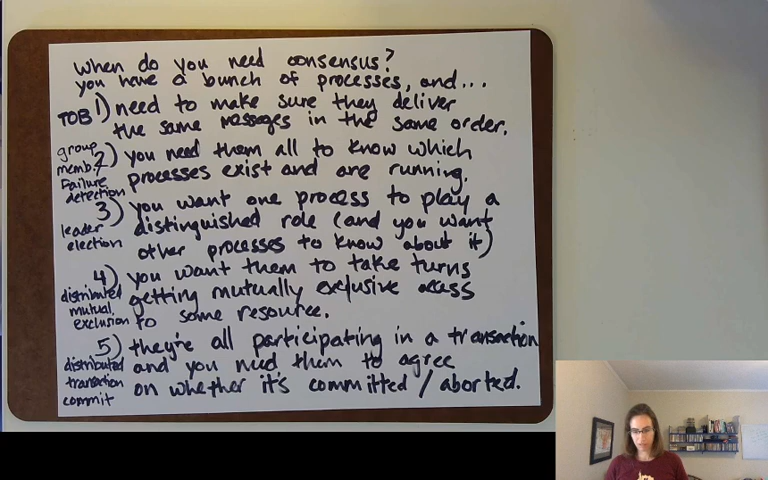 When do you need consensus?
you have a bunch of processes, and...
TOB 1) need to make sure they deliver
the same messages in the same order.
group memb./ failure detection 2) you need them all to know which
processes exist and are running.
leader election 3) you want one process to play a
distinguished role (and you want
other processes to know about it)
distributed mutual exclusion 4) you want them to take turns
getting mutually exclusive access
to some resource.
distributed transaction commit 5) they're all participating in a transaction
and you need them to agree
on whether it's committed / aborted.